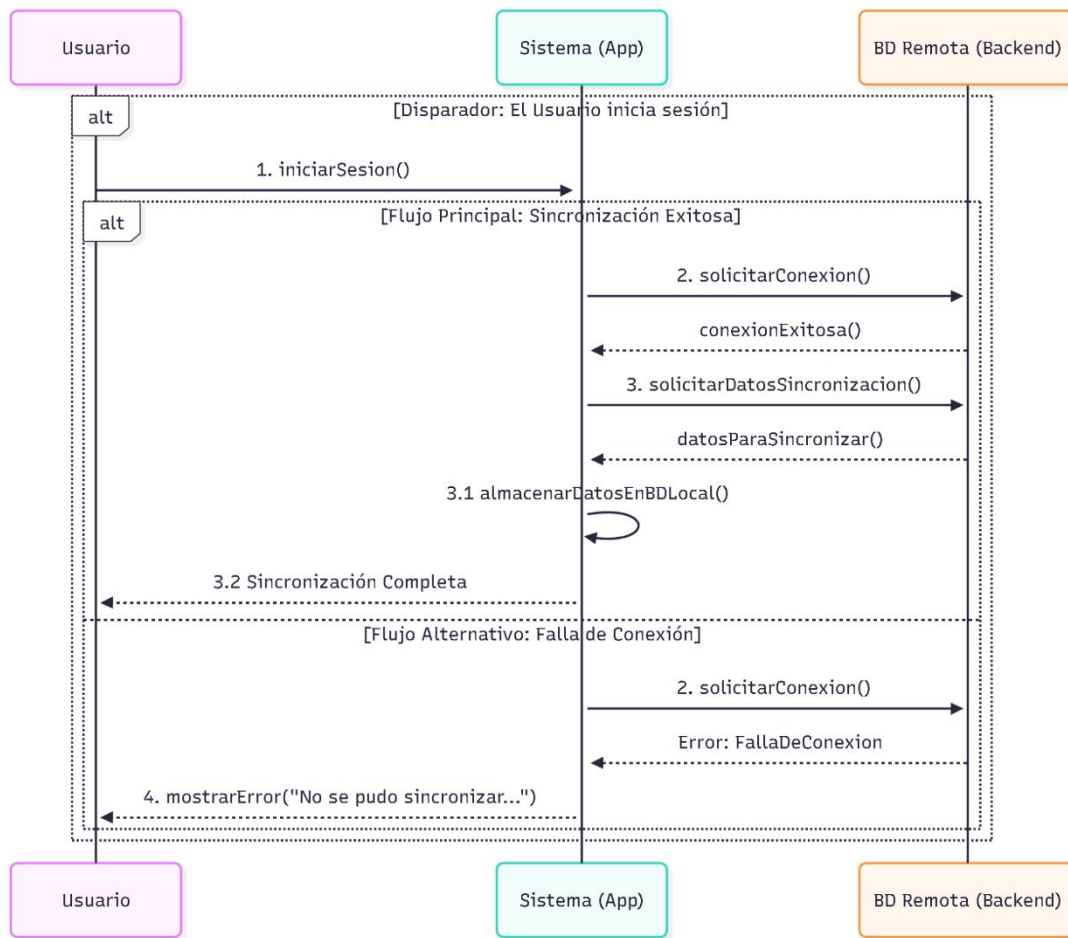 Usuario
Sistema (App)
BD Remota (Backend)
alt
[Disparador: El Usuario inicia sesión]
1. iniciarSesion()
alt
[Flujo Principal: Sincronización Exitosa]
2. solicitarConexion()
conexionExitosa()
3. solicitarDatosSincronizacion()
datosParaSincronizar()
3.1 almacenarDatosEnBDLocal()
3.2 Sincronización Completa
[Flujo Alternativo: Falla de Conexión]
2. solicitarConexion()
Error: FallaDeConexion
4. mostrarError("No se pudo sincronizar...")
Usuario
Sistema (App)
BD Remota (Backend)